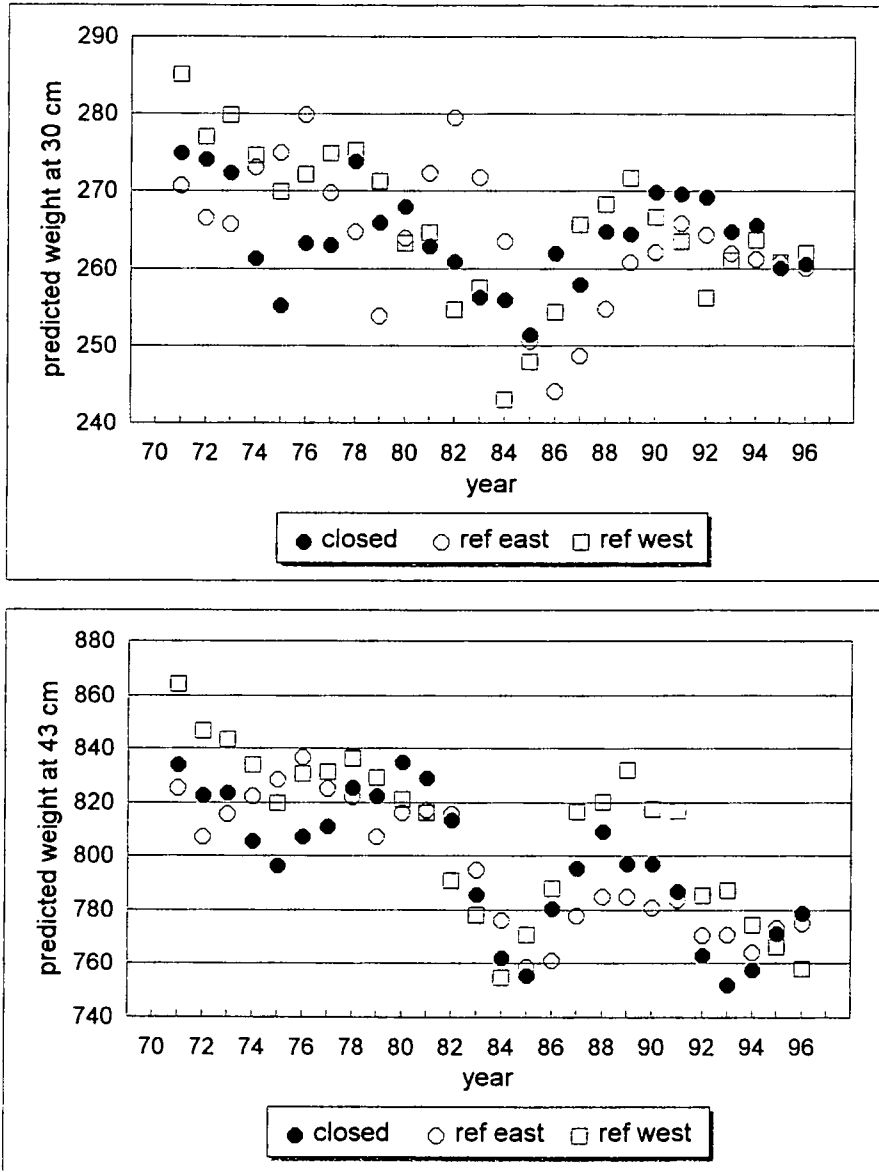 290
280
270
260
250
240
predicted weight at 30 cm
70 72 74 76 78 80 82 84 86 88 90 92 94 96
year
closed ref east ref west
880
860
840
820
800
780
760
740
predicted weight at 43 cm
70 72 74 76 78 80 82 84 86 88 90 92 94 96
year
closed ref east ref west